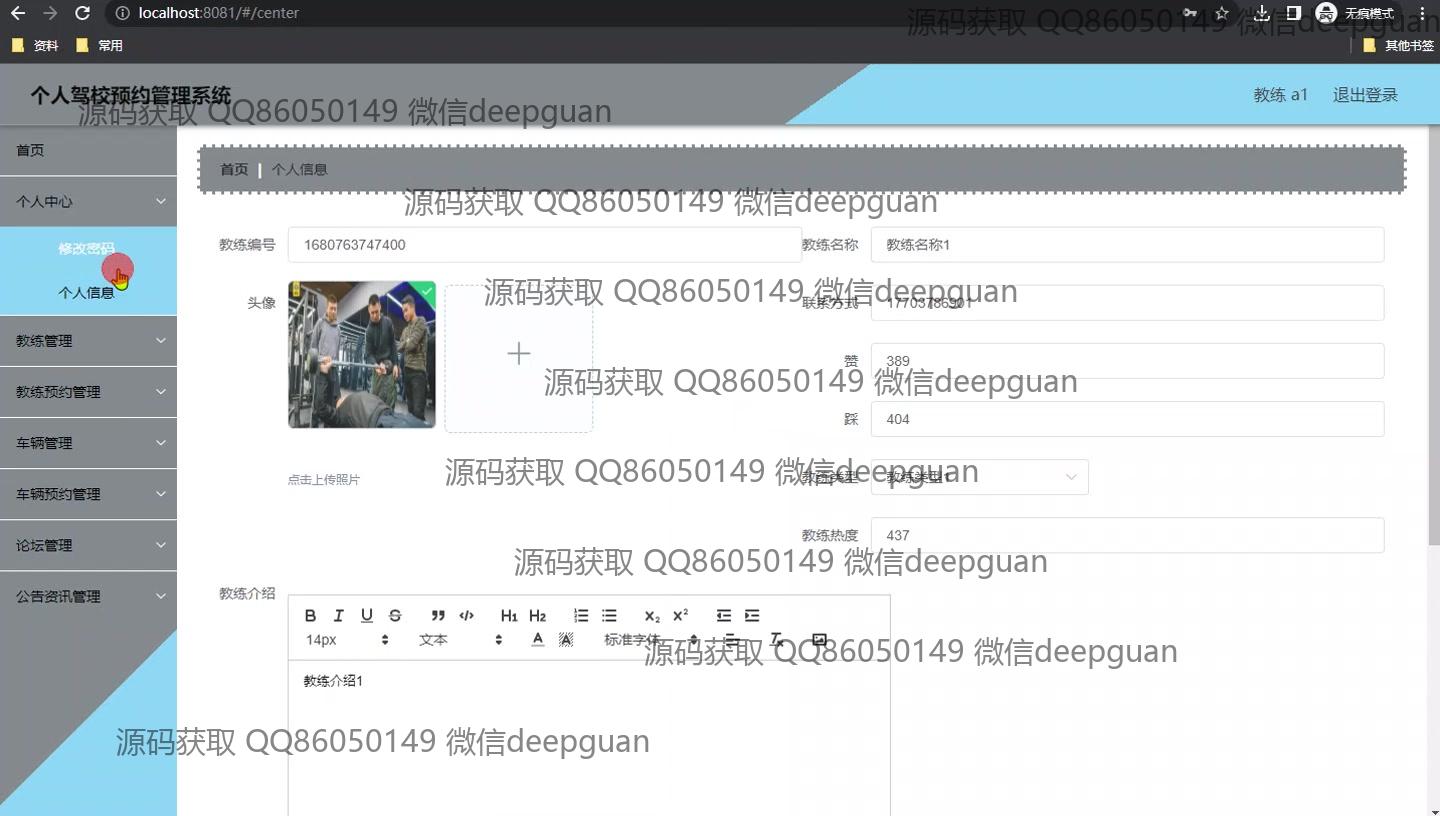 localhost:8081/#/center
无痕模式
资料
常用
其他书签
源码获取 QQ86050149 微信deepguan
个人驾校预约管理系统
教练 a1
退出登录
源码获取 QQ86050149 微信deepguan
首页
个人中心
修改密码
个人信息
教练管理
教练预约管理
车辆管理
车辆预约管理
论坛管理
公告资讯管理
首页 | 个人信息
源码获取 QQ86050149 微信deepguan
教练编号 1680763747400
教练名称 教练名称1
头像
源码获取 QQ86050149 微信deepguan
联系方式 17703786901
赞 389
源码获取 QQ86050149 微信deepguan
踩 404
点击上传照片
源码获取 QQ86050149 微信deepguan
教练类型 教练类型1
教练热度 437
源码获取 QQ86050149 微信deepguan
教练介绍
B I U S ” </> H1 H2 X₂ X²
14px 文本 A A 标准字体
源码获取 QQ86050149 微信deepguan
教练介绍1
源码获取 QQ86050149 微信deepguan